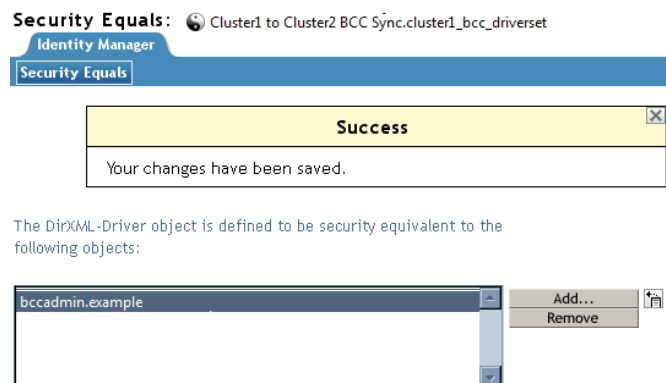 Security Equals: Cluster1 to Cluster2 BCC Sync.cluster1_bcc_driverset
Identity Manager
Security Equals
Success
Your changes have been saved.
The DirXML-Driver object is defined to be security equivalent to the
following objects:
bccadmin.example
Add...
Remove